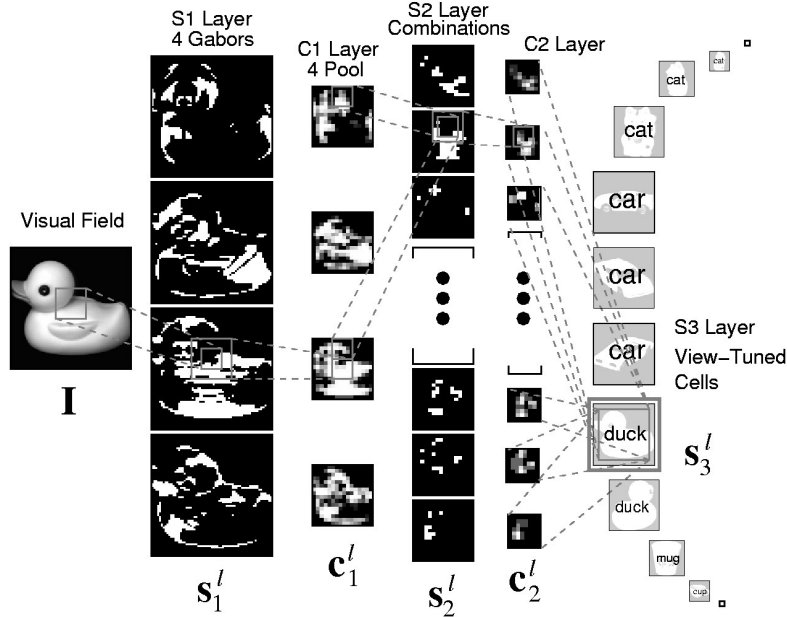 S1 Layer
4 Gabors
C1 Layer
4 Pool
S2 Layer
Combinations
C2 Layer
Visual Field
I
s₁ˡ
c₁ˡ
s₂ˡ
c₂ˡ
cat
cat
cat
car
car
car
S3 Layer
View-Tuned
Cells
duck
s₃ˡ
duck
mug
cup